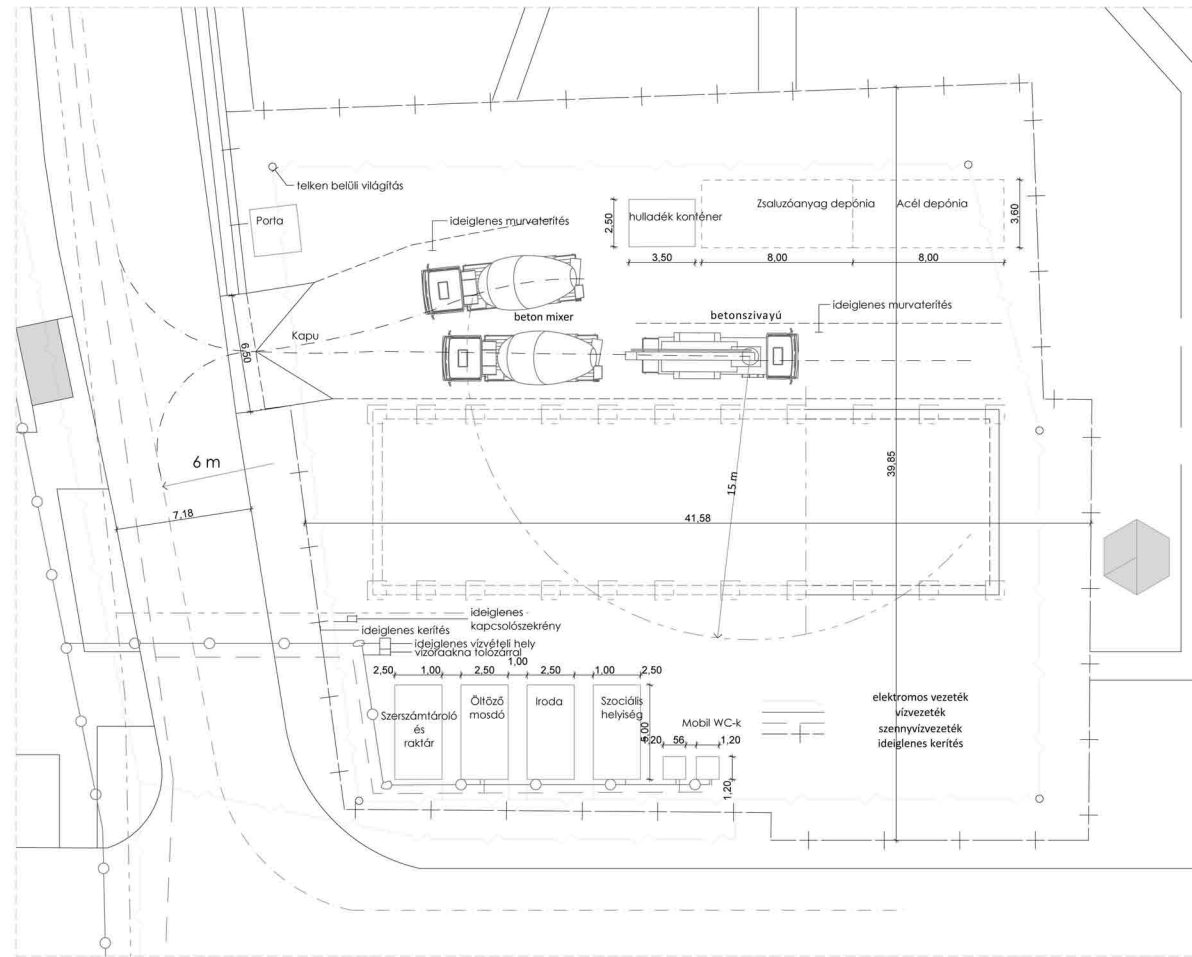 telken belüli világítás
Porta
ideiglenes murvaterítés
hulladék konténer
Zsaluzóanyag depónia
Acél depónia
2,50
3,60
3,50
8,00
8,00
ideiglenes murvaterítés
beton mixer
betonszivayú
Kapu
6,50
6 m
7,18
15 m
39,85
41,58
ideiglenes
kapcsolószekrény
ideiglenes kerítés
ideiglenes vízvételi hely
vízóraakna tolózárral
2,50
1,00
2,50
1,00
2,50
1,00
2,50
Szerszámtároló
és
raktár
Öltöző
mosdó
Iroda
Szociális
helyiség
6,00
Mobil WC-k
1,20
56
1,20
1,20
elektromos vezeték
vízvezeték
szennyvízvezeték
ideiglenes kerítés